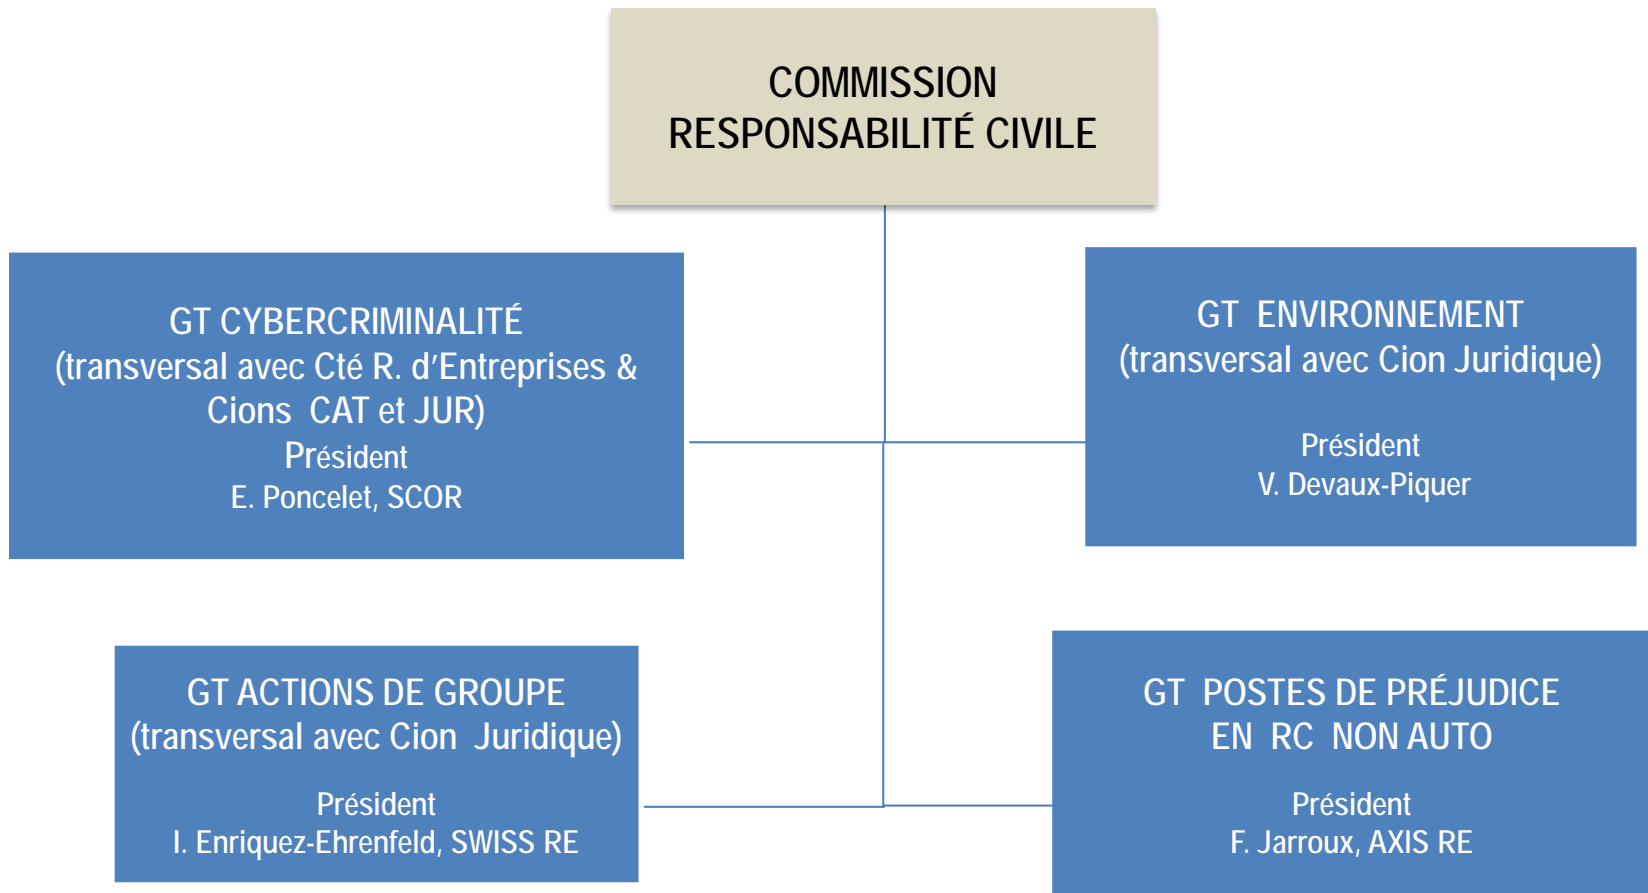 COMMISSION
RESPONSABILITÉ CIVILE
GT CYBERCRIMINALITÉ
(transversal avec Cté R. d'Entreprises &
Cions CAT et JUR)
Président
E. Poncelet, SCOR
GT ENVIRONNEMENT
(transversal avec Cion Juridique)
Président
V. Devaux-Piquer
GT ACTIONS DE GROUPE
(transversal avec Cion Juridique)
Président
I. Enriquez-Ehrenfeld, SWISS RE
GT POSTES DE PRÉJUDICE
EN RC NON AUTO
Président
F. Jarroux, AXIS RE